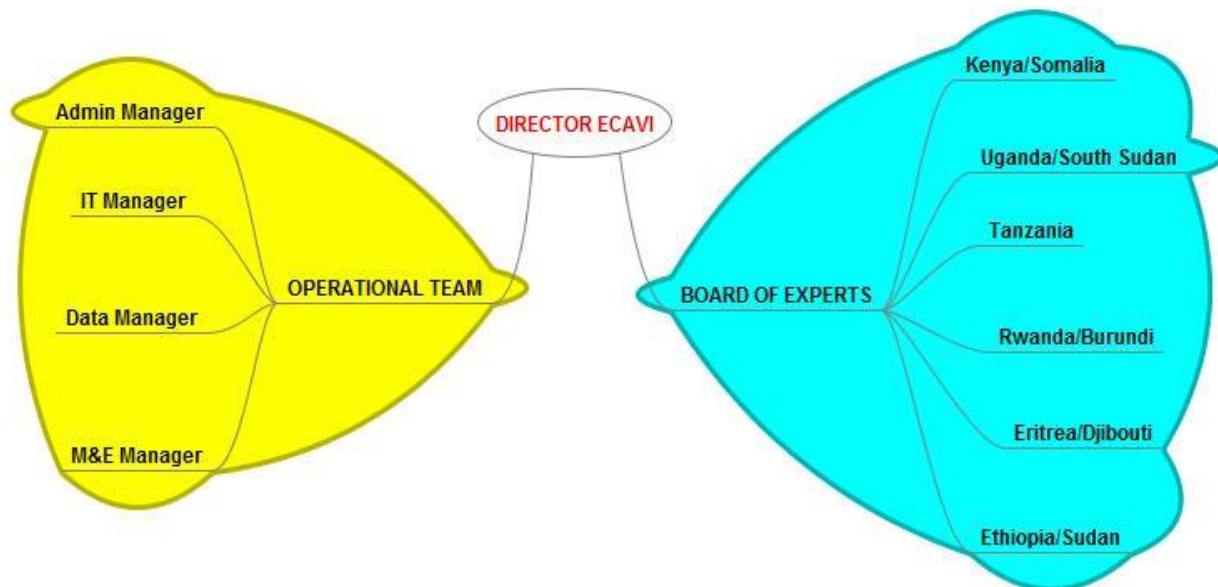 DIRECTOR ECAVI
Admin Manager
IT Manager
OPERATIONAL TEAM
Data Manager
M&E Manager
Kenya/Somalia
Uganda/South Sudan
Tanzania
BOARD OF EXPERTS
Rwanda/Burundi
Eritrea/Djibouti
Ethiopia/Sudan